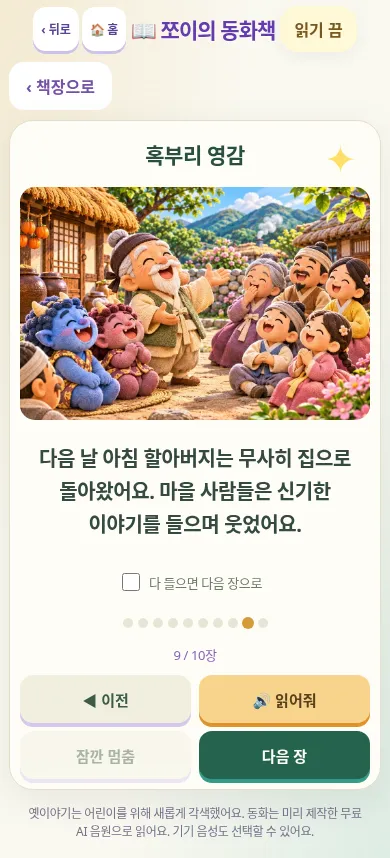 ‹ 뒤로
🏠 홈
📖 쪼이의 동화책
읽기 끔
‹ 책장으로
혹부리 영감
다음 날 아침 할아버지는 무사히 집으로
돌아왔어요. 마을 사람들은 신기한
이야기를 들으며 웃었어요.
다 들으면 다음 장으로
9 / 10장
◀ 이전
🔊 읽어줘
잠깐 멈춤
다음 장
옛이야기는 어린이를 위해 새롭게 각색했어요. 동화는 미리 제작한 무료
AI 음원으로 읽어요. 기기 음성도 선택할 수 있어요.